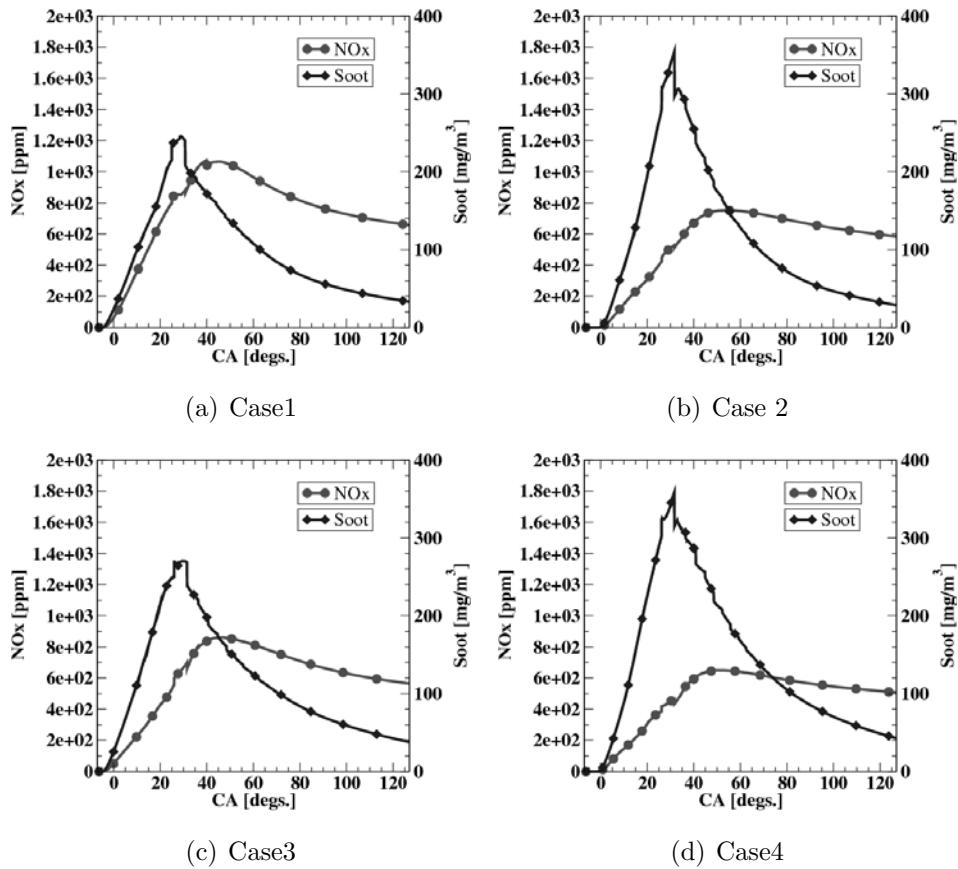 2e+03
1.8e+03
1.6e+03
1.4e+03
1.2e+03
1e+03
8e+02
6e+02
4e+02
2e+02
0
NOx [ppm]
0 20 40 60 80 100 120
CA [degs.]
400
300
200
100
0
Soot [mg/m³]
NOx
Soot
(a) Case1
2e+03
1.8e+03
1.6e+03
1.4e+03
1.2e+03
1e+03
8e+02
6e+02
4e+02
2e+02
0
NOx [ppm]
0 20 40 60 80 100 120
CA [degs.]
400
300
200
100
0
Soot [mg/m³]
NOx
Soot
(b) Case 2
2e+03
1.8e+03
1.6e+03
1.4e+03
1.2e+03
1e+03
8e+02
6e+02
4e+02
2e+02
0
NOx [ppm]
0 20 40 60 80 100 120
CA [degs.]
400
300
200
100
0
Soot [mg/m³]
NOx
Soot
(c) Case3
2e+03
1.8e+03
1.6e+03
1.4e+03
1.2e+03
1e+03
8e+02
6e+02
4e+02
2e+02
0
NOx [ppm]
0 20 40 60 80 100 120
CA [degs.]
400
300
200
100
0
Soot [mg/m³]
NOx
Soot
(d) Case4